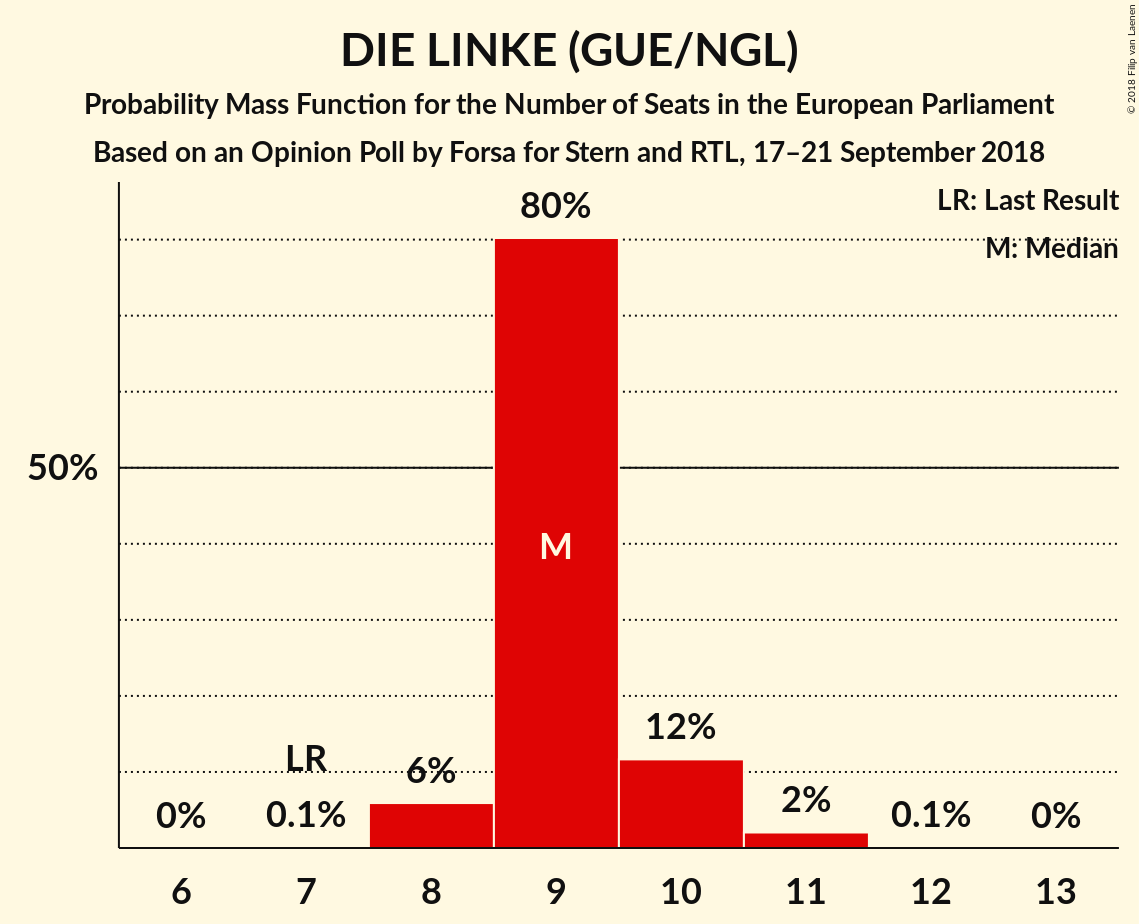 DIE LINKE (GUE/NGL)
Probability Mass Function for the Number of Seats in the European Parliament
Based on an Opinion Poll by Forsa for Stern and RTL, 17–21 September 2018
© 2018 Filip van Laenen
LR: Last Result
M: Median
80%
50%
M
12%
LR
6%
2%
0%
0.1%
0.1%
0%
6 7 8 9 10 11 12 13